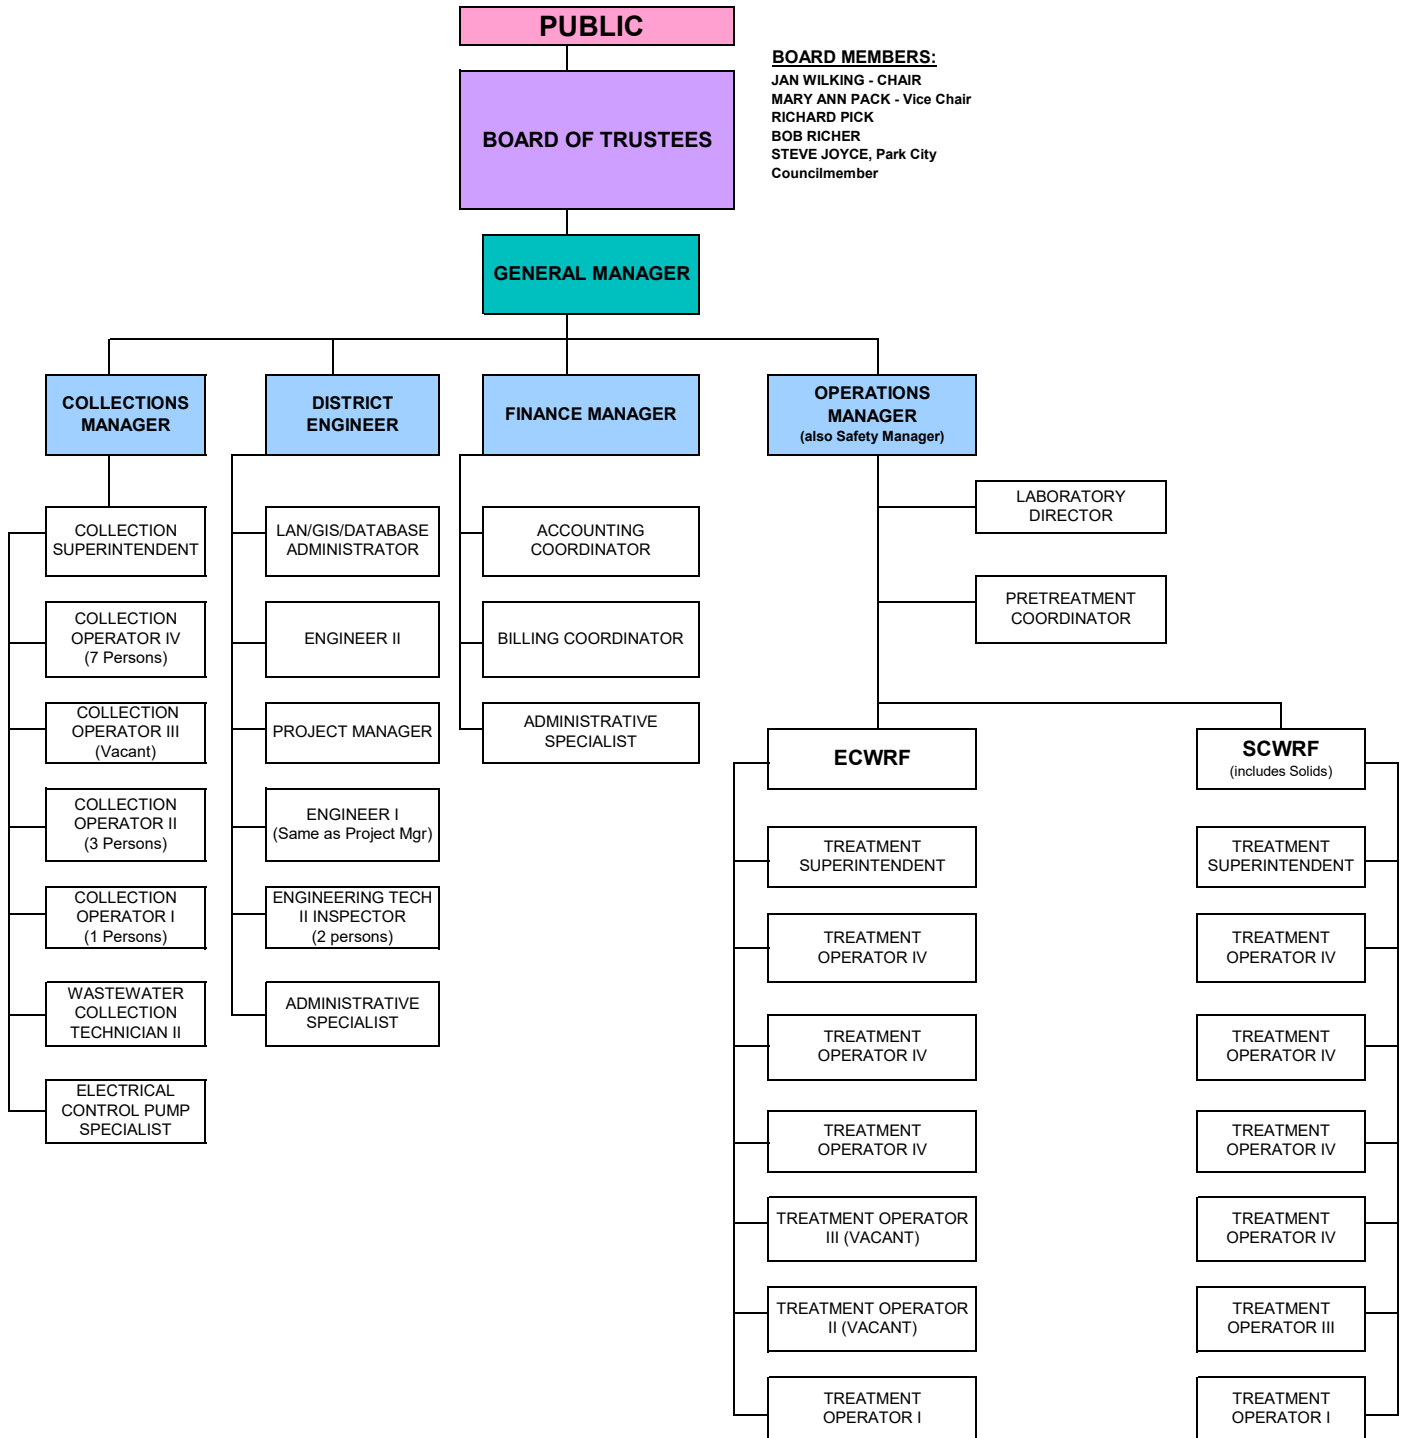 PUBLIC
BOARD MEMBERS:
JAN WILKING - CHAIR
MARY ANN PACK - Vice Chair
RICHARD PICK
BOB RICHER
STEVE JOYCE, Park City
Councilmember
BOARD OF TRUSTEES
GENERAL MANAGER
COLLECTIONS
MANAGER
DISTRICT
ENGINEER
FINANCE MANAGER
OPERATIONS
MANAGER
(also Safety Manager)
COLLECTION
SUPERINTENDENT
COLLECTION
OPERATOR IV
(7 Persons)
COLLECTION
OPERATOR III
(Vacant)
COLLECTION
OPERATOR II
(3 Persons)
COLLECTION
OPERATOR I
(1 Persons)
WASTEWATER
COLLECTION
TECHNICIAN II
ELECTRICAL
CONTROL PUMP
SPECIALIST
LAN/GIS/DATABASE
ADMINISTRATOR
ENGINEER II
PROJECT MANAGER
ENGINEER I
(Same as Project Mgr)
ENGINEERING TECH
II INSPECTOR
(2 persons)
ADMINISTRATIVE
SPECIALIST
ACCOUNTING
COORDINATOR
BILLING COORDINATOR
ADMINISTRATIVE
SPECIALIST
LABORATORY
DIRECTOR
PRETREATMENT
COORDINATOR
ECWRF
TREATMENT
SUPERINTENDENT
TREATMENT
OPERATOR IV
TREATMENT
OPERATOR IV
TREATMENT
OPERATOR IV
TREATMENT OPERATOR
III (VACANT)
TREATMENT OPERATOR
II (VACANT)
TREATMENT
OPERATOR I
SCWRF
(includes Solids)
TREATMENT
SUPERINTENDENT
TREATMENT
OPERATOR IV
TREATMENT
OPERATOR IV
TREATMENT
OPERATOR IV
TREATMENT
OPERATOR IV
TREATMENT
OPERATOR III
TREATMENT
OPERATOR I